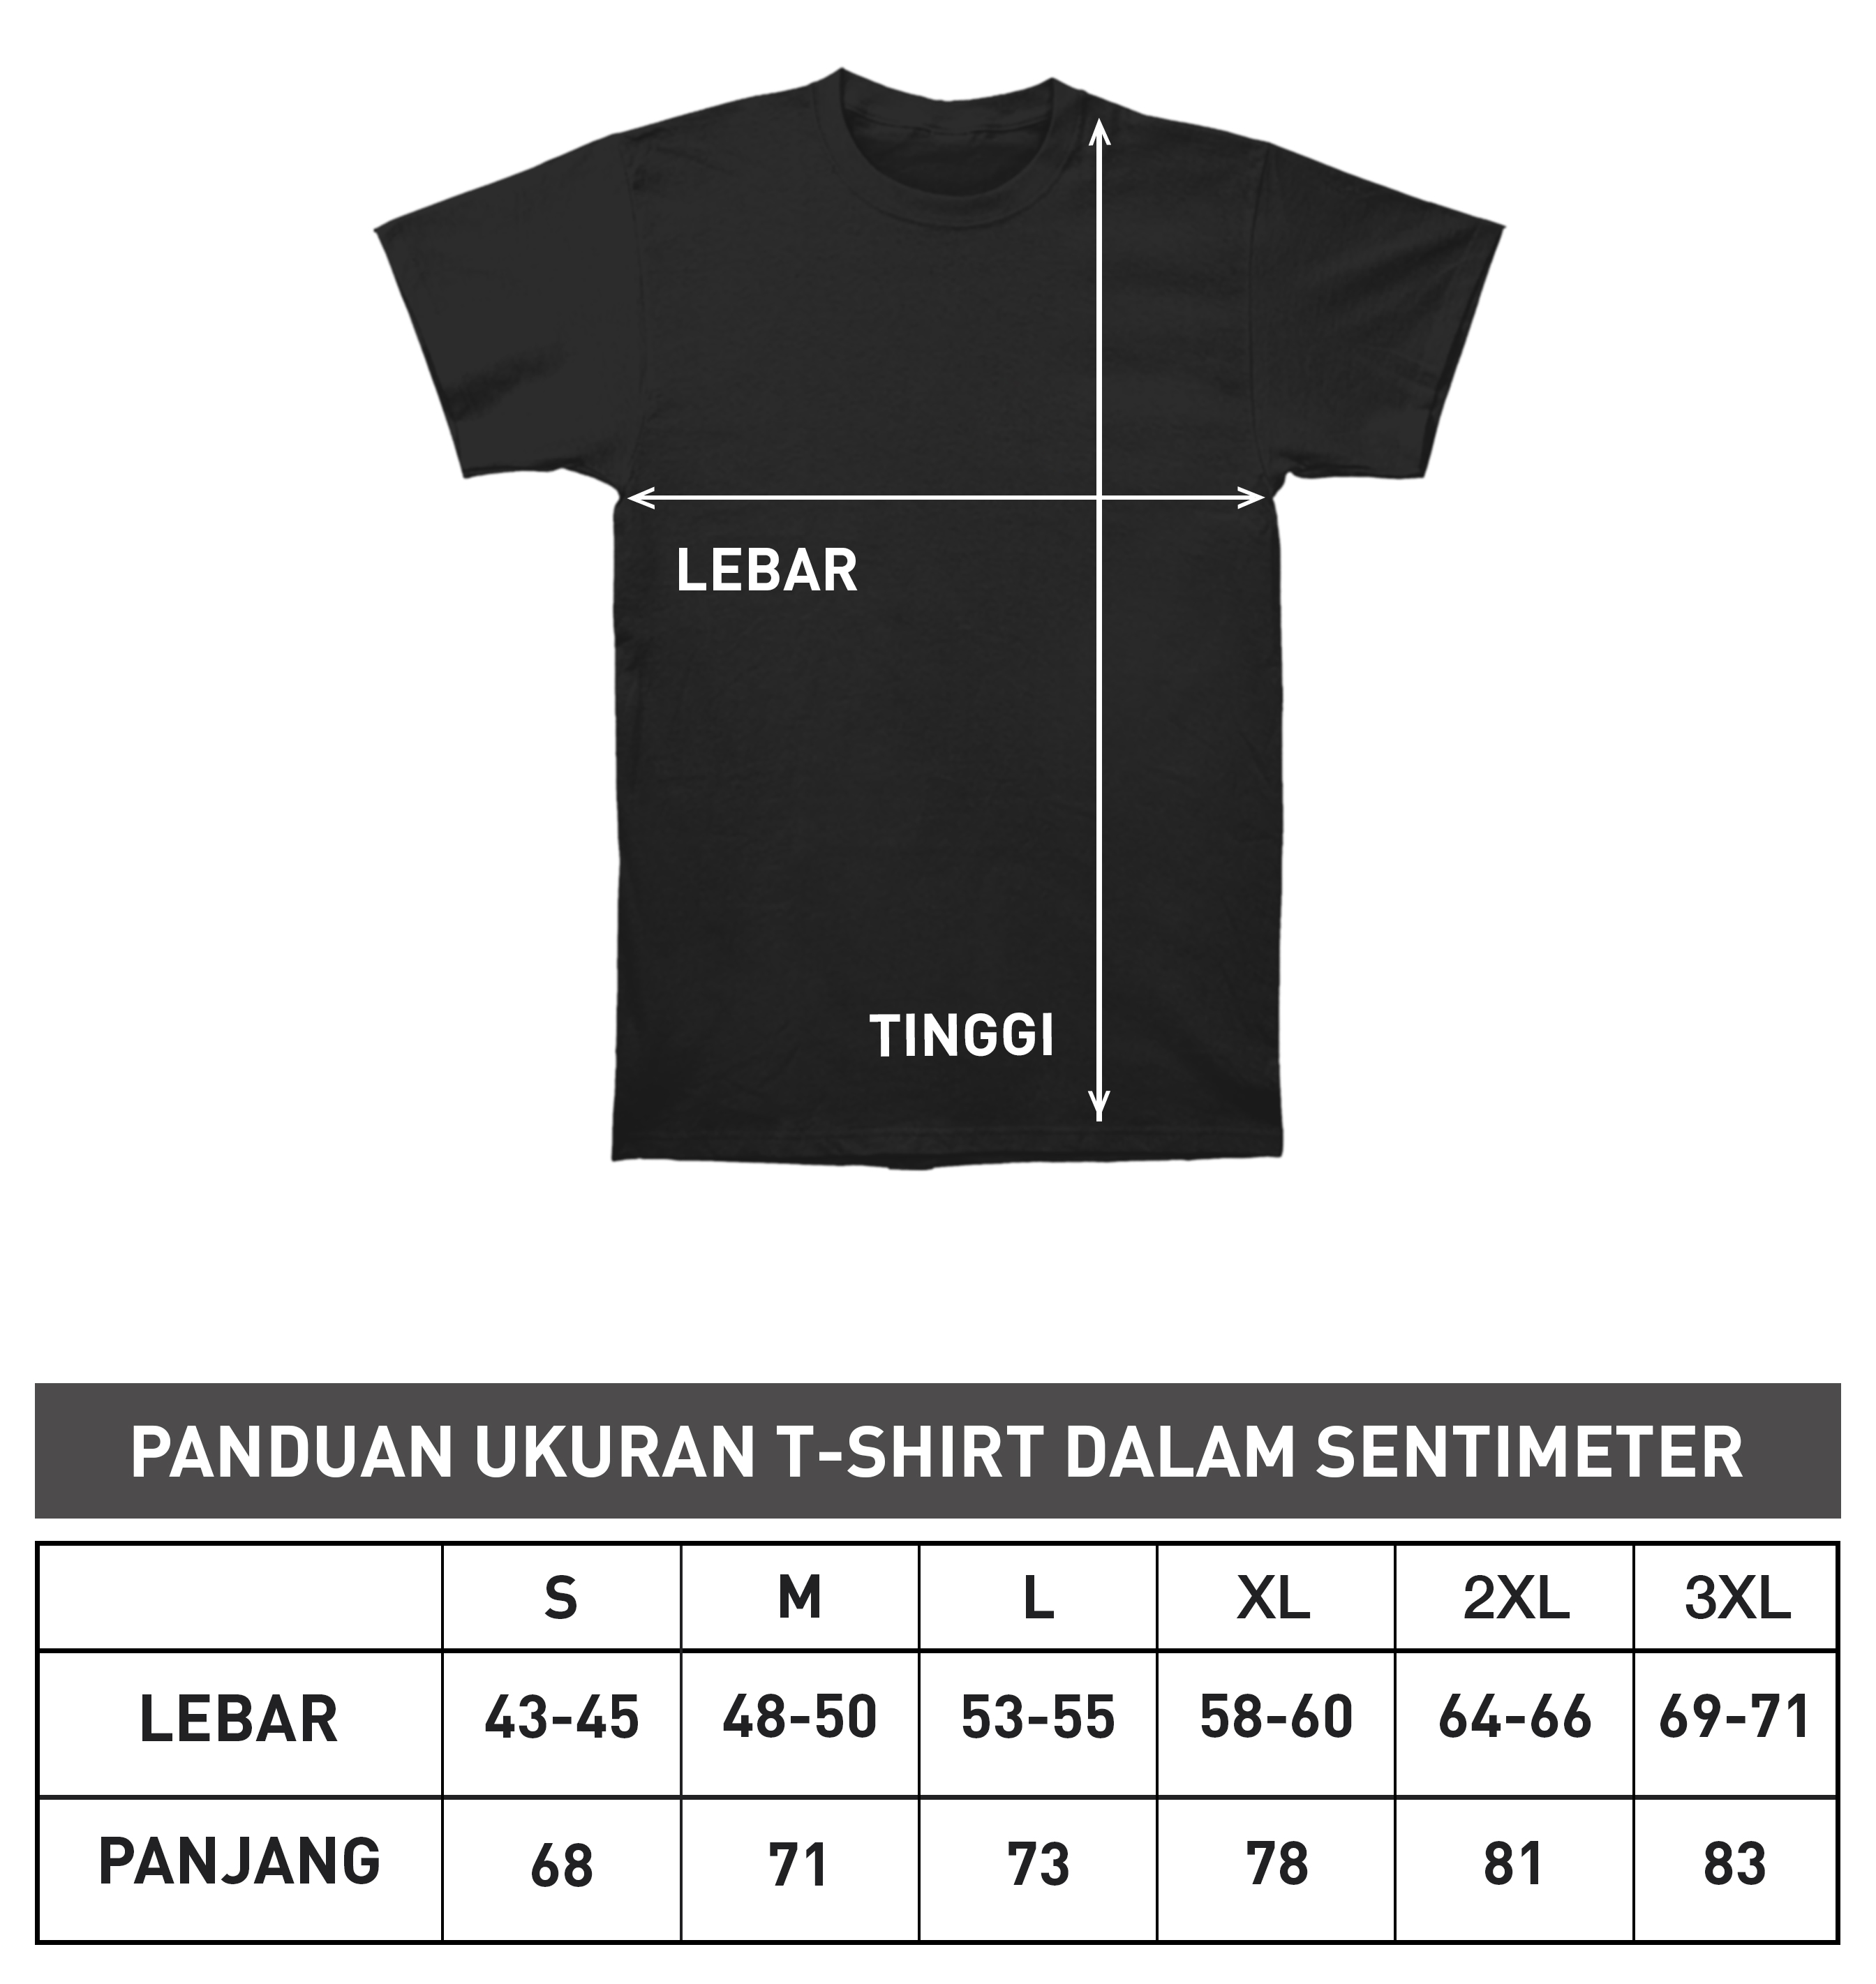 LEBAR
TINGGI
PANDUAN UKURAN T-SHIRT DALAM SENTIMETER
S M L XL 2XL 3XL
LEBAR 43-45 48-50 53-55 58-60 64-66 69-71
PANJANG 68 71 73 78 81 83